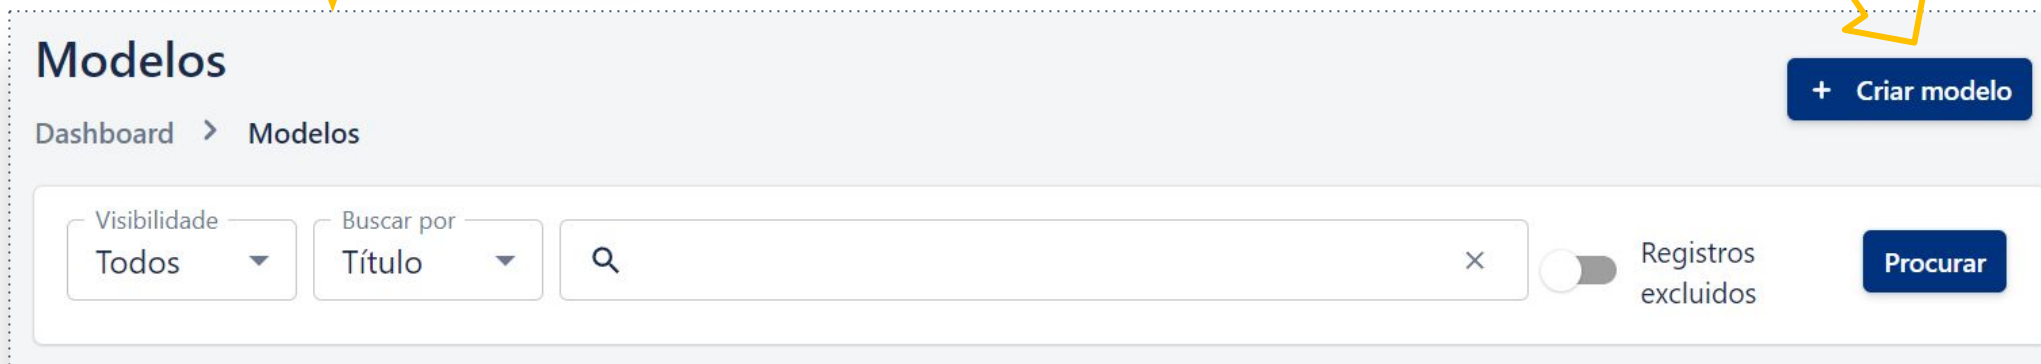 Modelos
+ Criar modelo
Dashboard > Modelos
Visibilidade
Todos
Buscar por
Título
Registros
excluidos
Procurar